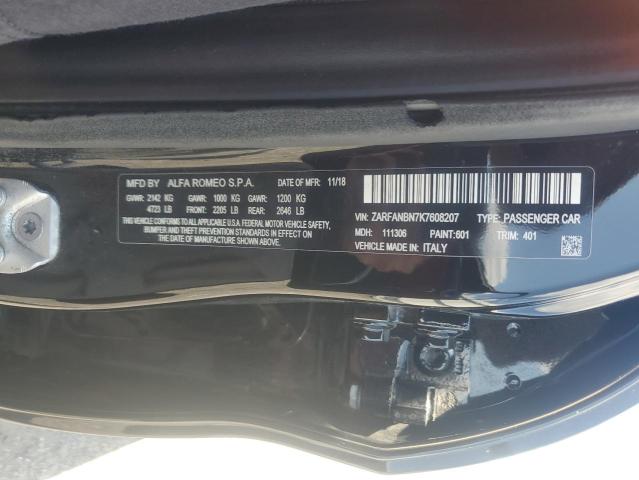 MFD BY ALFA ROMEO S.P.A. DATE OF MFR: 11/18
GVWR: 2142 KG GAWR: 1000 KG GAWR: 1200 KG
4723 LB FRONT: 2205 LB REAR: 2646 LB
THIS VEHICLE CONFORMS TO ALL APPLICABLE U.S.A. FEDERAL MOTOR VEHICLE SAFETY,
BUMPER AND THEFT PREVENTION STANDARDS IN EFFECT ON
THE DATE OF MANUFACTURE SHOWN ABOVE.
VIN: ZARFANBN7K7608207 TYPE: PASSENGER CAR
MDH: 111306 PAINT:601 TRIM: 401
VEHICLE MADE IN: ITALY